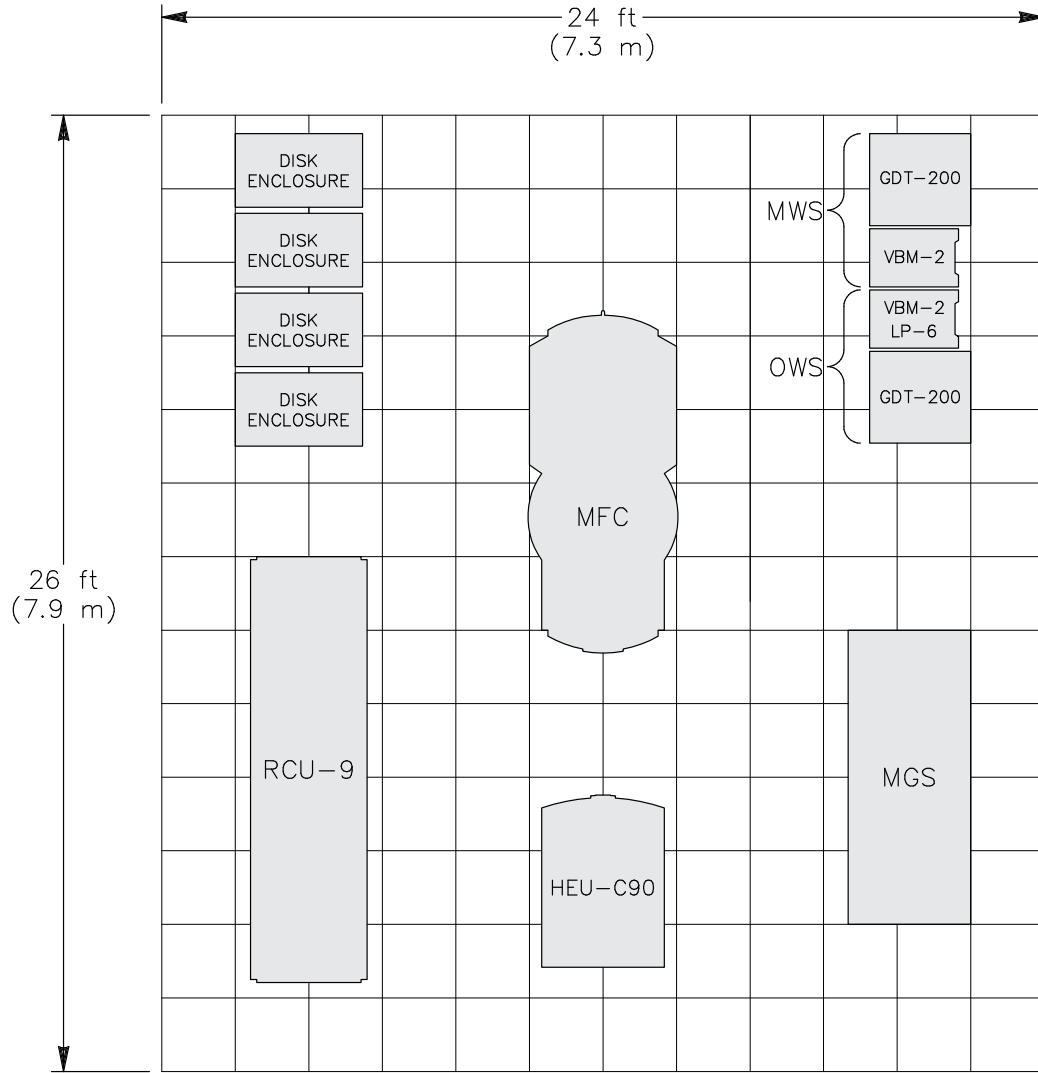 24 ft
(7.3 m)
DISK
ENCLOSURE
DISK
ENCLOSURE
DISK
ENCLOSURE
DISK
ENCLOSURE
MWS
GDT-200
VBM-2
OWS
VBM-2
LP-6
GDT-200
MFC
26 ft
(7.9 m)
RCU-9
MGS
HEU-C90